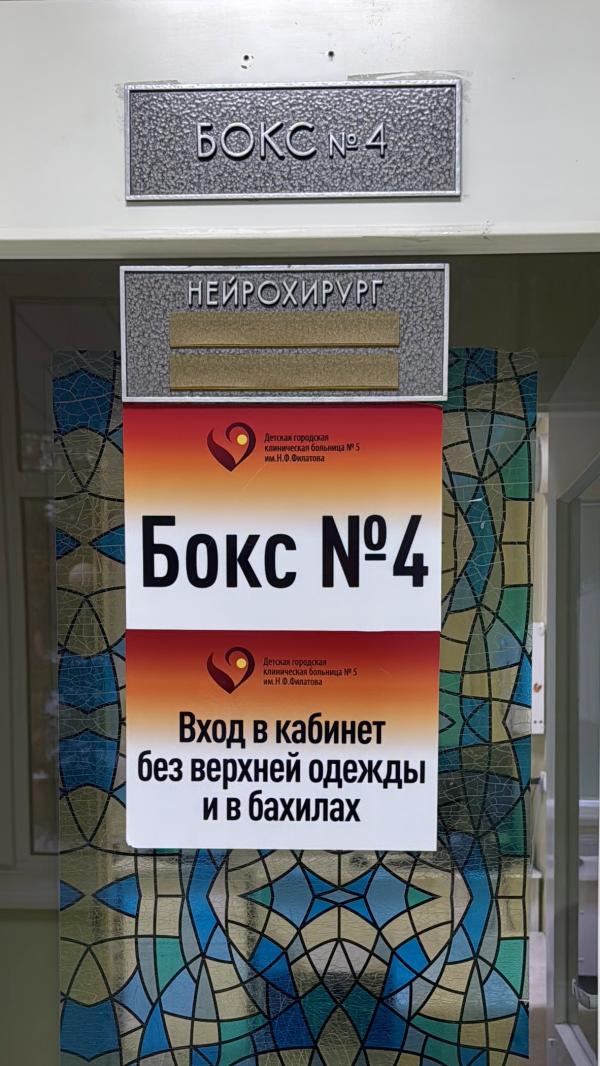 БОКС № 4
НЕЙРОХИРУРГ
Детская городская
клиническая больница № 5
им.Н.Ф.Филатова
Бокс №4
Детская городская
клиническая больница № 5
им.Н.Ф.Филатова
Вход в кабинет
без верхней одежды
и в бахилах